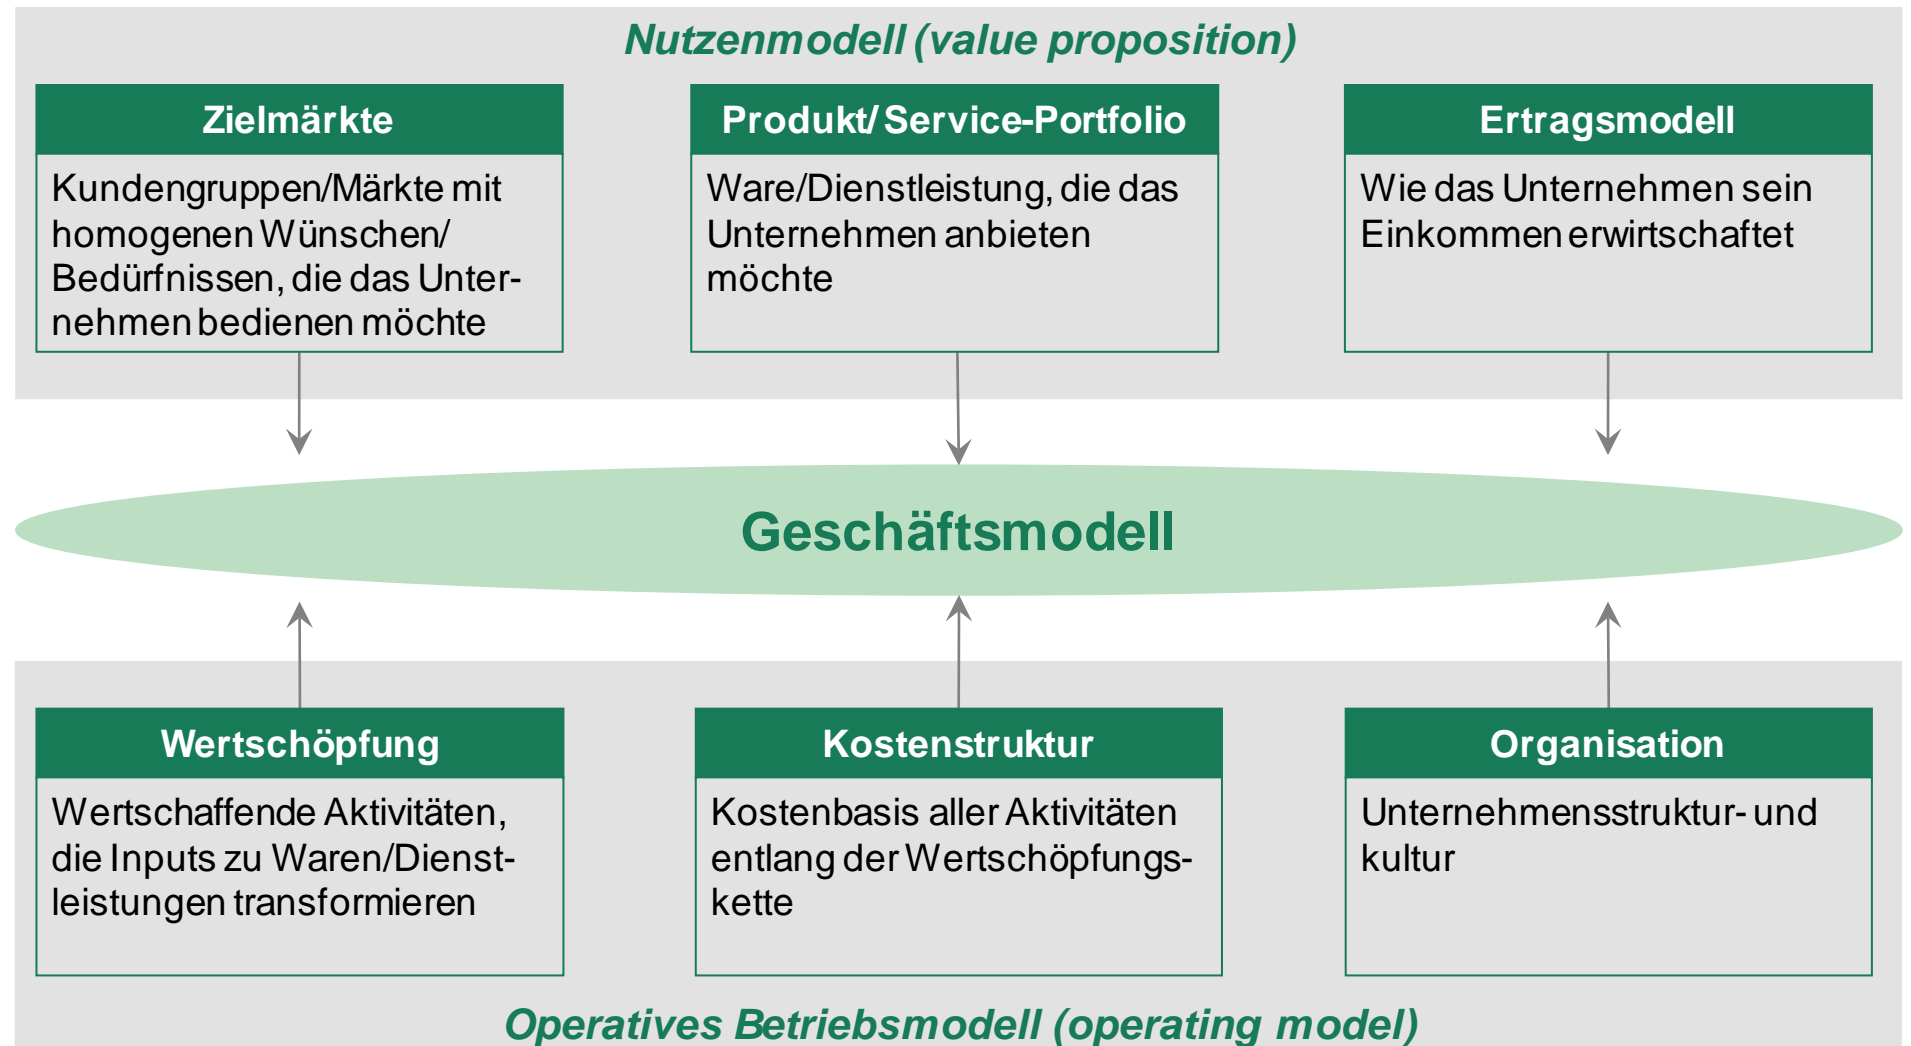 Nutzenmodell (value proposition)
Zielmärkte
Kundengruppen/Märkte mit
homogenen Wünschen/
Bedürfnissen, die das Unter-
nehmen bedienen möchte
Produkt/ Service-Portfolio
Ware/Dienstleistung, die das
Unternehmen anbieten
möchte
Ertragsmodell
Wie das Unternehmen sein
Einkommen erwirtschaftet
Geschäftsmodell
Wertschöpfung
Wertschaffende Aktivitäten,
die Inputs zu Waren/Dienst-
leistungen transformieren
Kostenstruktur
Kostenbasis aller Aktivitäten
entlang der Wertschöpfungs-
kette
Organisation
Unternehmensstruktur- und
kultur
Operatives Betriebsmodell (operating model)